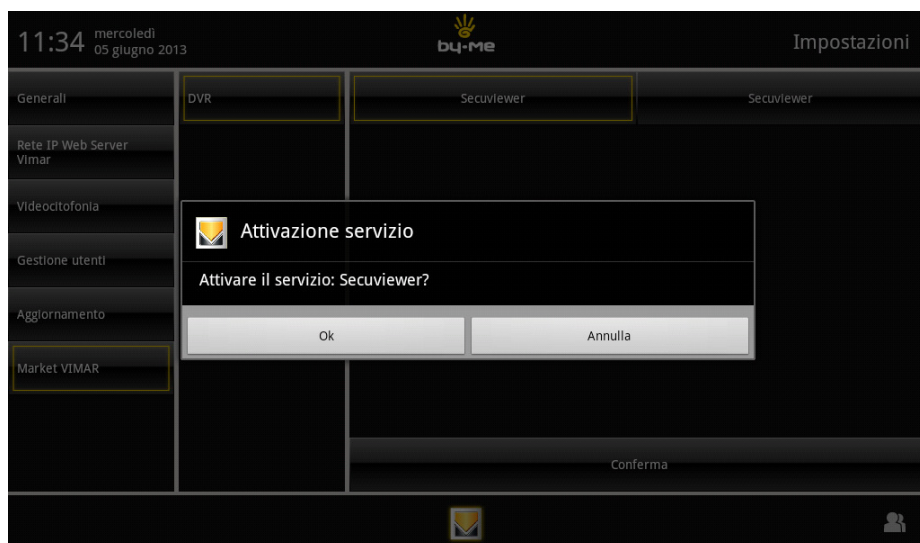 11:34 mercoledì
05 giugno 2013
by-me
Impostazioni
Generali
Rete IP Web Server
Vimar
Videocitofonia
Gestione utenti
Aggiornamento
Market VIMAR
DVR
Secuviewer
Secuviewer
Attivazione servizio
Attivare il servizio: Secuviewer?
Ok
Annulla
Conferma